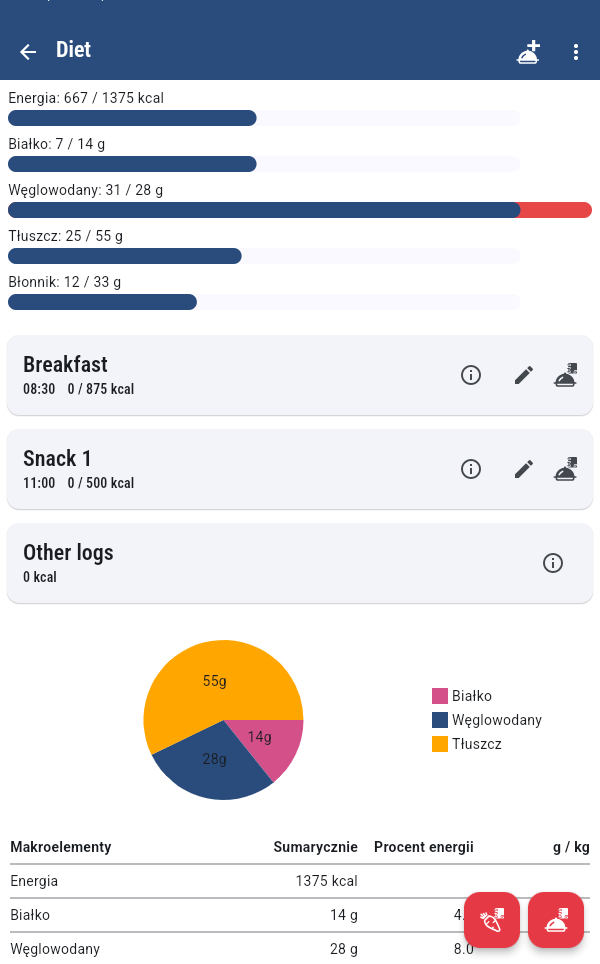 Diet
Energia: 667 / 1375 kcal
Białko: 7 / 14 g
Węglowodany: 31 / 28 g
Tłuszcz: 25 / 55 g
Błonnik: 12 / 33 g
Breakfast
08:30 0 / 875 kcal
Snack 1
11:00 0 / 500 kcal
Other logs
0 kcal
55g
14g
28g
Białko
Węglowodany
Tłuszcz
Makroelementy Sumarycznie Procent energii g / kg
Energia 1375 kcal
Białko 14 g
Węglowodany 28 g 8.0